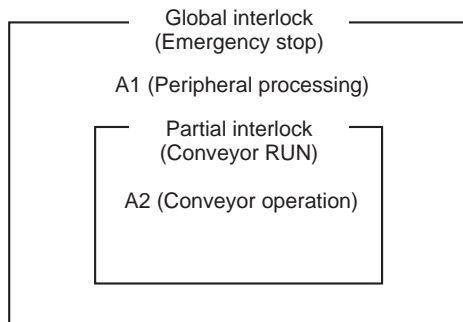 Global interlock
(Emergency stop)
A1 (Peripheral processing)
Partial interlock
(Conveyor RUN)
A2 (Conveyor operation)